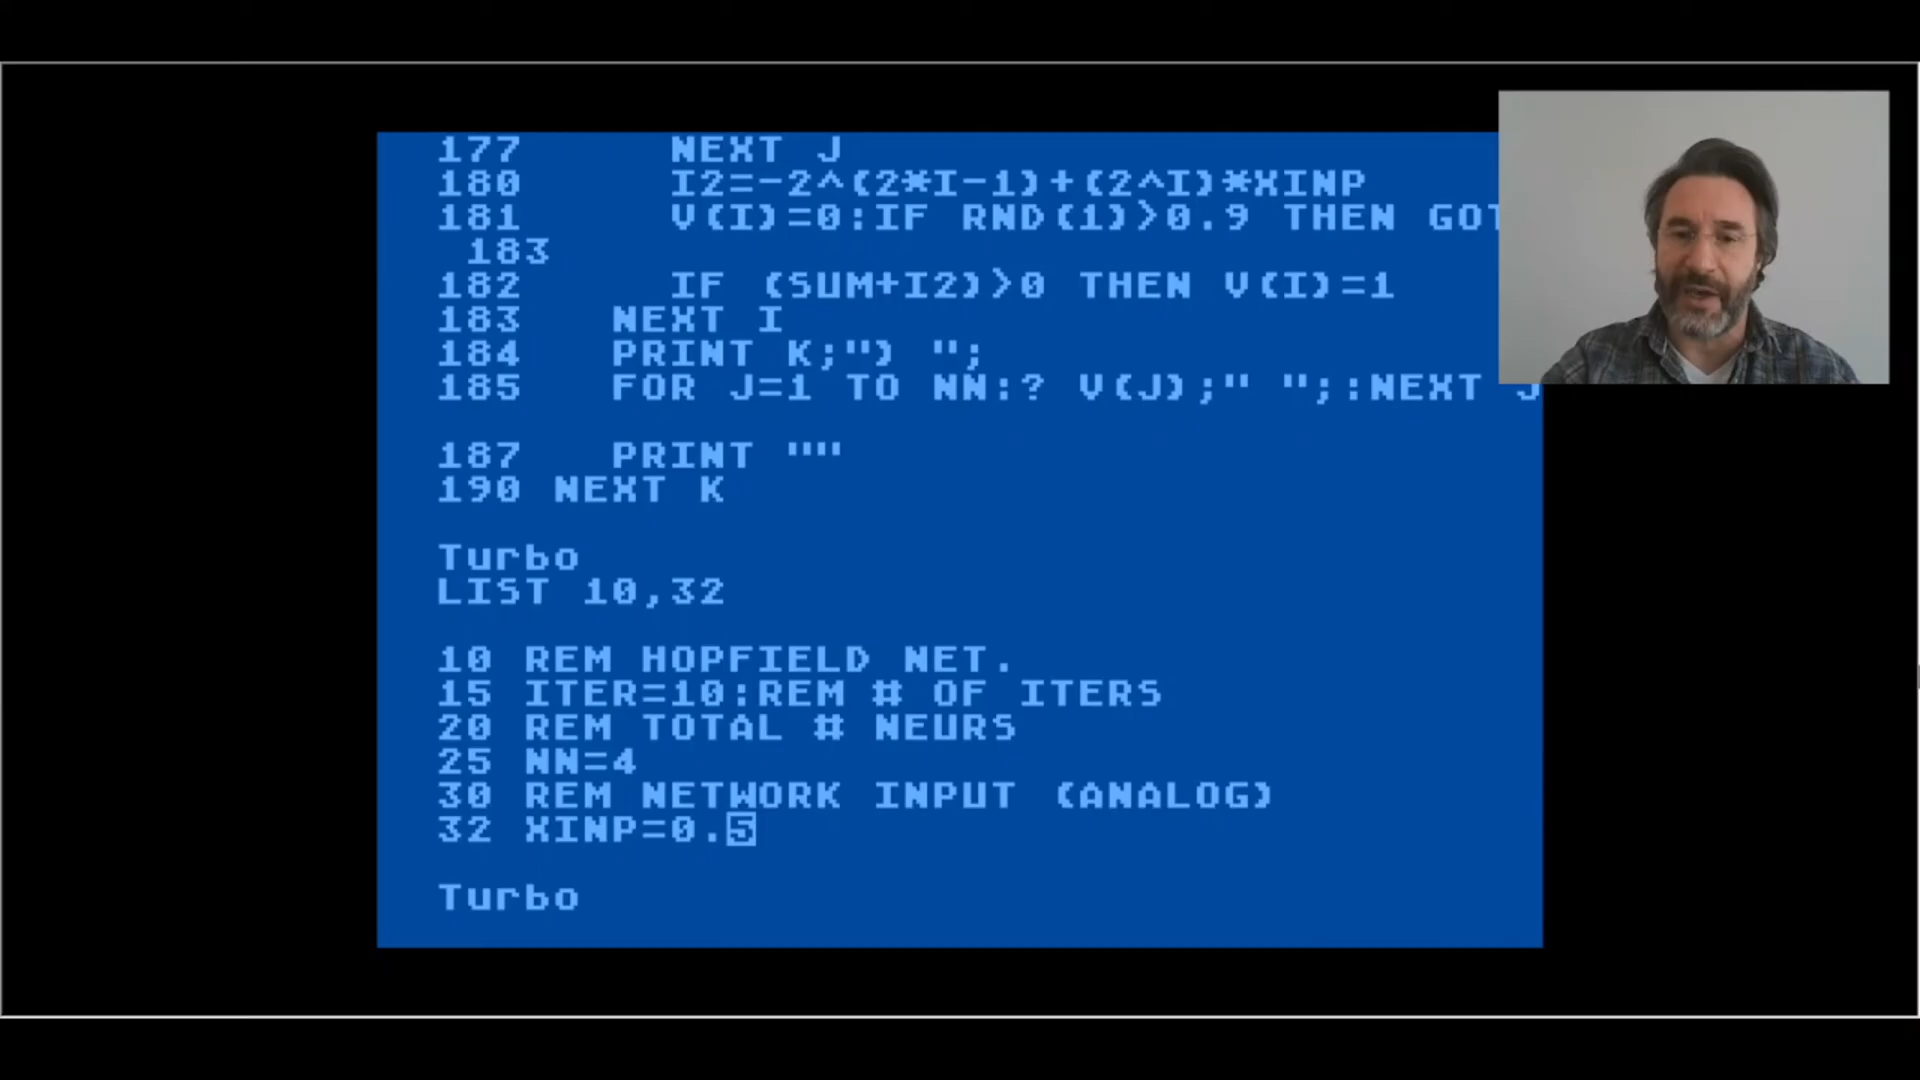 177 NEXT J
180 I2=-2^(2*I-1)+(2^I)*XINP
181 V(I)=0:IF RND(1)>0.9 THEN GOT
183
182 IF (SUM+I2)>0 THEN V(I)=1
183 NEXT I
184 PRINT K;") ";
185 FOR J=1 TO NN:? V(J);" ";:NEXT J
187 PRINT ""
190 NEXT K
Turbo
LIST 10,32
10 REM HOPFIELD NET.
15 ITER=10:REM # OF ITERS
20 REM TOTAL # NEURS
25 NN=4
30 REM NETWORK INPUT (ANALOG)
32 XINP=0.5
Turbo